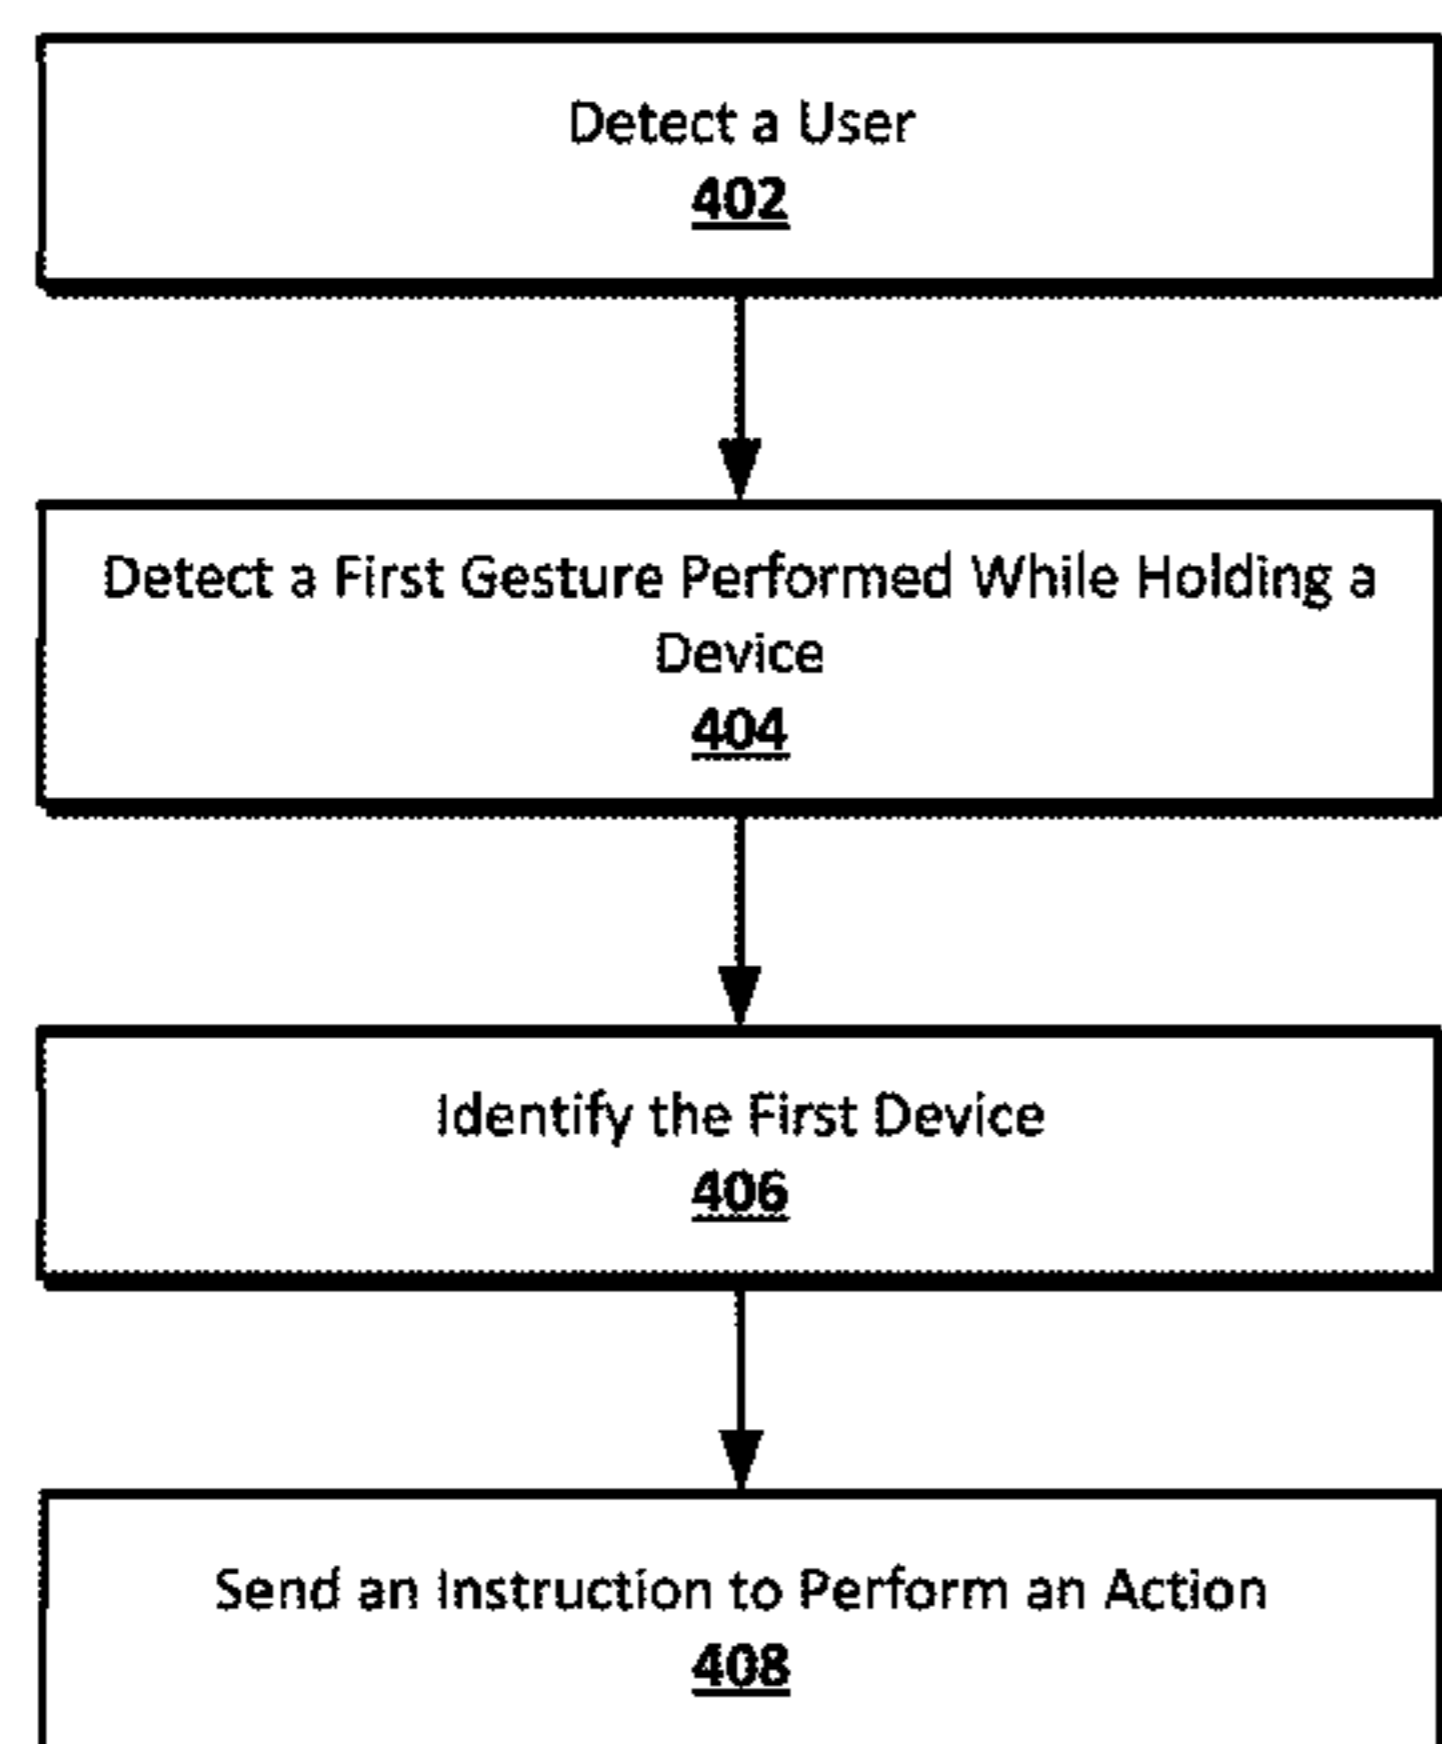 Detect a User
402
Detect a First Gesture Performed While Holding a
Device
404
Identify the First Device
406
Send an Instruction to Perform an Action
408